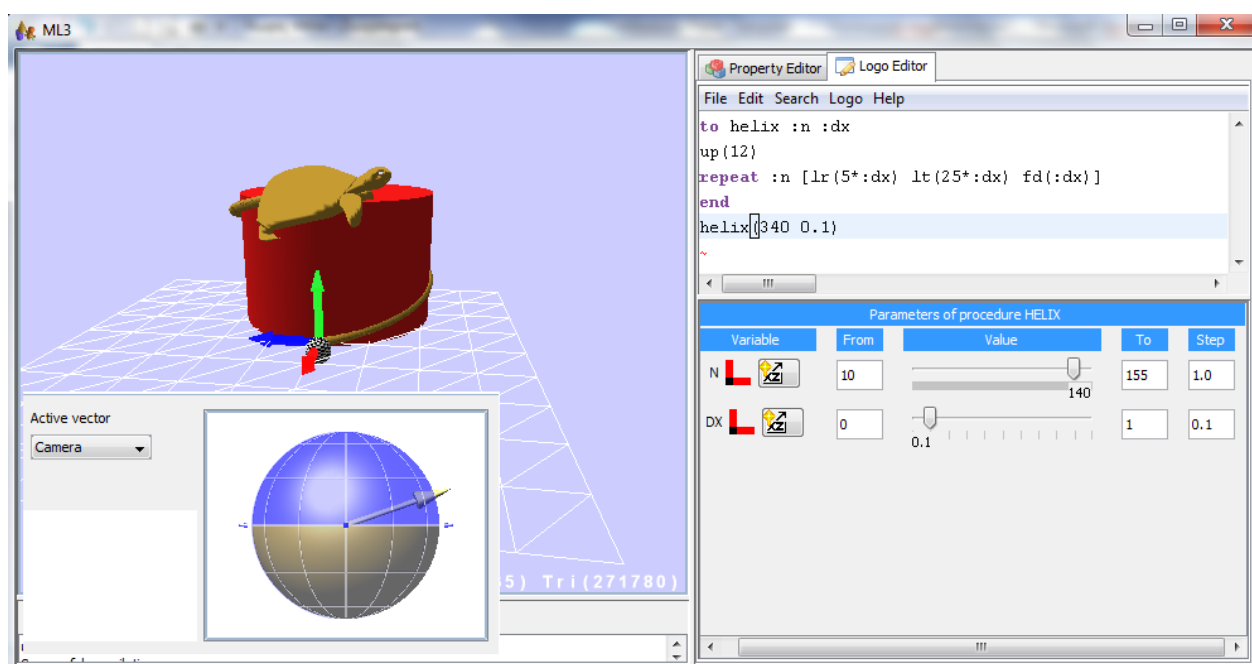 ML3
Property Editor Logo Editor
File Edit Search Logo Help
to helix :n :dx
up(12)
repeat :n [lr(5*:dx) lt(25*:dx) fd(:dx)]
end
helix(340 0.1)
~
Parameters of procedure HELIX
Variable From Value To Step
N 10 140 155 1.0
DX 0 0.1 1 0.1
Active vector
Camera
5) Tri(271780)